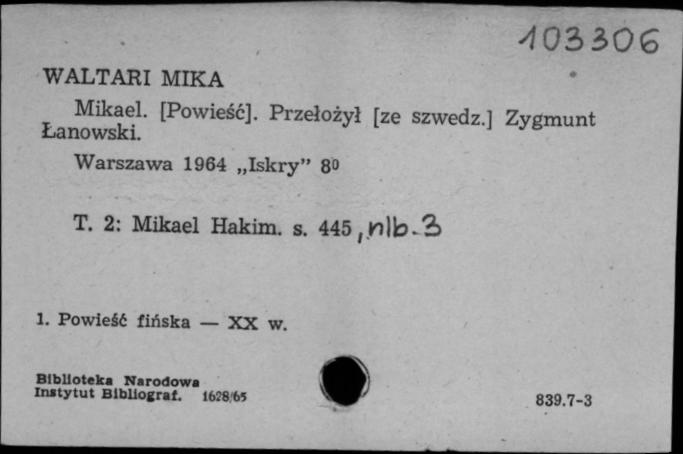 103306
WALTARI MIKA
Mikael. [Powieść]. Przełożył [ze szwedz.] Zygmunt
Łanowski.
Warszawa 1964 „Iskry” 8⁰
T. 2: Mikael Hakim. s. 445, nlb. 3
1. Powieść fińska — XX w.
Biblioteka Narodowa
Instytut Bibliograf. 1628/65
839.7-3